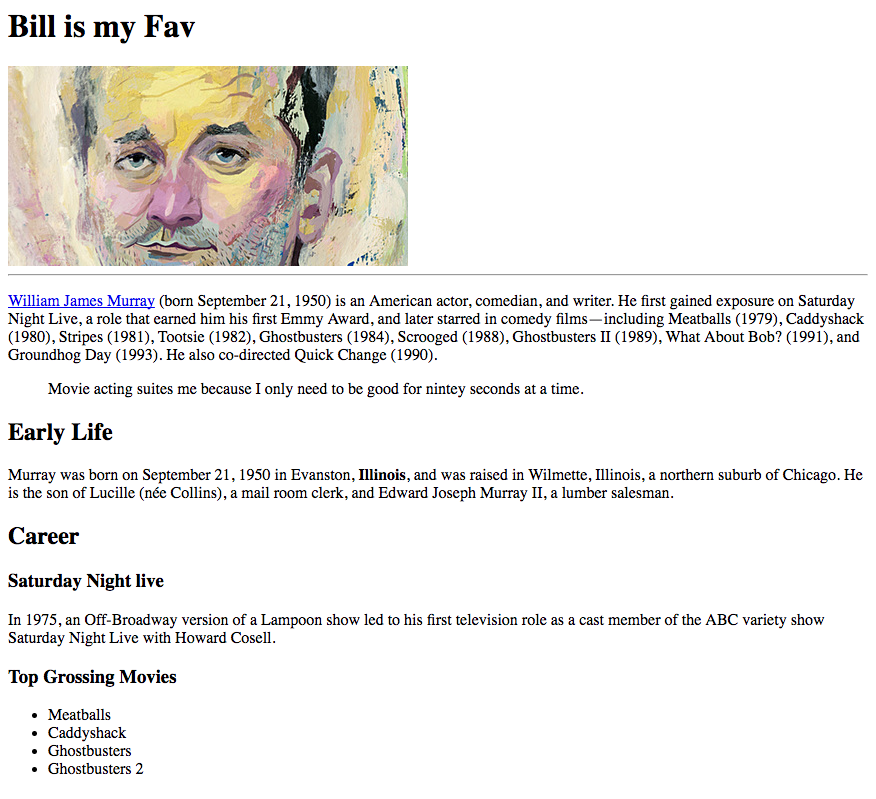 Bill is my Fav
William James Murray (born September 21, 1950) is an American actor, comedian, and writer. He first gained exposure on Saturday
Night Live, a role that earned him his first Emmy Award, and later starred in comedy films—including Meatballs (1979), Caddyshack
(1980), Stripes (1981), Tootsie (1982), Ghostbusters (1984), Scrooged (1988), Ghostbusters II (1989), What About Bob? (1991), and
Groundhog Day (1993). He also co-directed Quick Change (1990).
Movie acting suites me because I only need to be good for nintey seconds at a time.
Early Life
Murray was born on September 21, 1950 in Evanston, Illinois, and was raised in Wilmette, Illinois, a northern suburb of Chicago. He
is the son of Lucille (née Collins), a mail room clerk, and Edward Joseph Murray II, a lumber salesman.
Career
Saturday Night live
In 1975, an Off-Broadway version of a Lampoon show led to his first television role as a cast member of the ABC variety show
Saturday Night Live with Howard Cosell.
Top Grossing Movies
• Meatballs
• Caddyshack
• Ghostbusters
• Ghostbusters 2